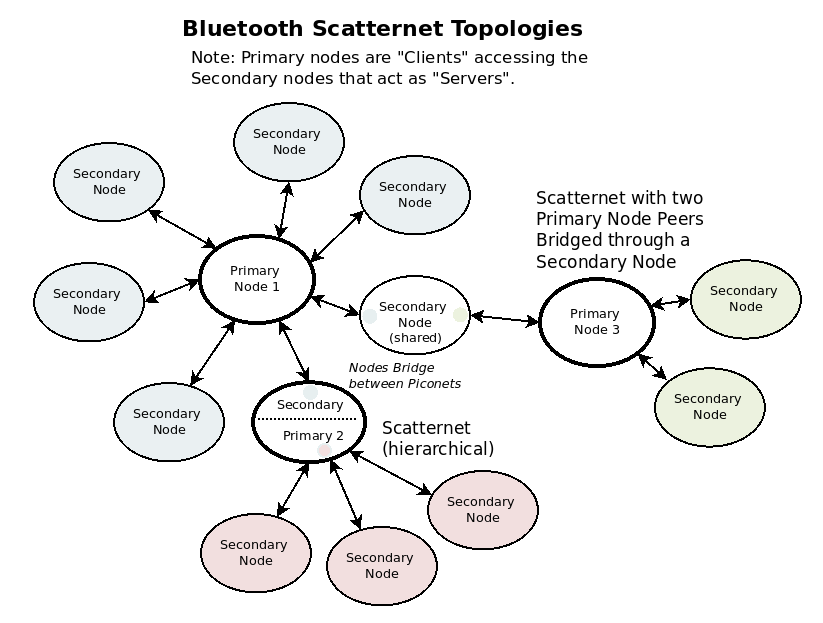 Bluetooth Scatternet Topologies
Note: Primary nodes are "Clients" accessing the
Secondary nodes that act as "Servers".
Secondary
Node
Secondary
Node
Secondary
Node
Scatternet with two
Primary Node Peers
Bridged through a
Secondary Node
Primary
Node 1
Secondary
Node
Secondary
Node
(shared)
Primary
Node 3
Secondary
Node
Secondary
Node
Nodes Bridge
between Piconets
Secondary
Node
Secondary
Primary 2
Scatternet
(hierarchical)
Secondary
Node
Secondary
Node
Secondary
Node